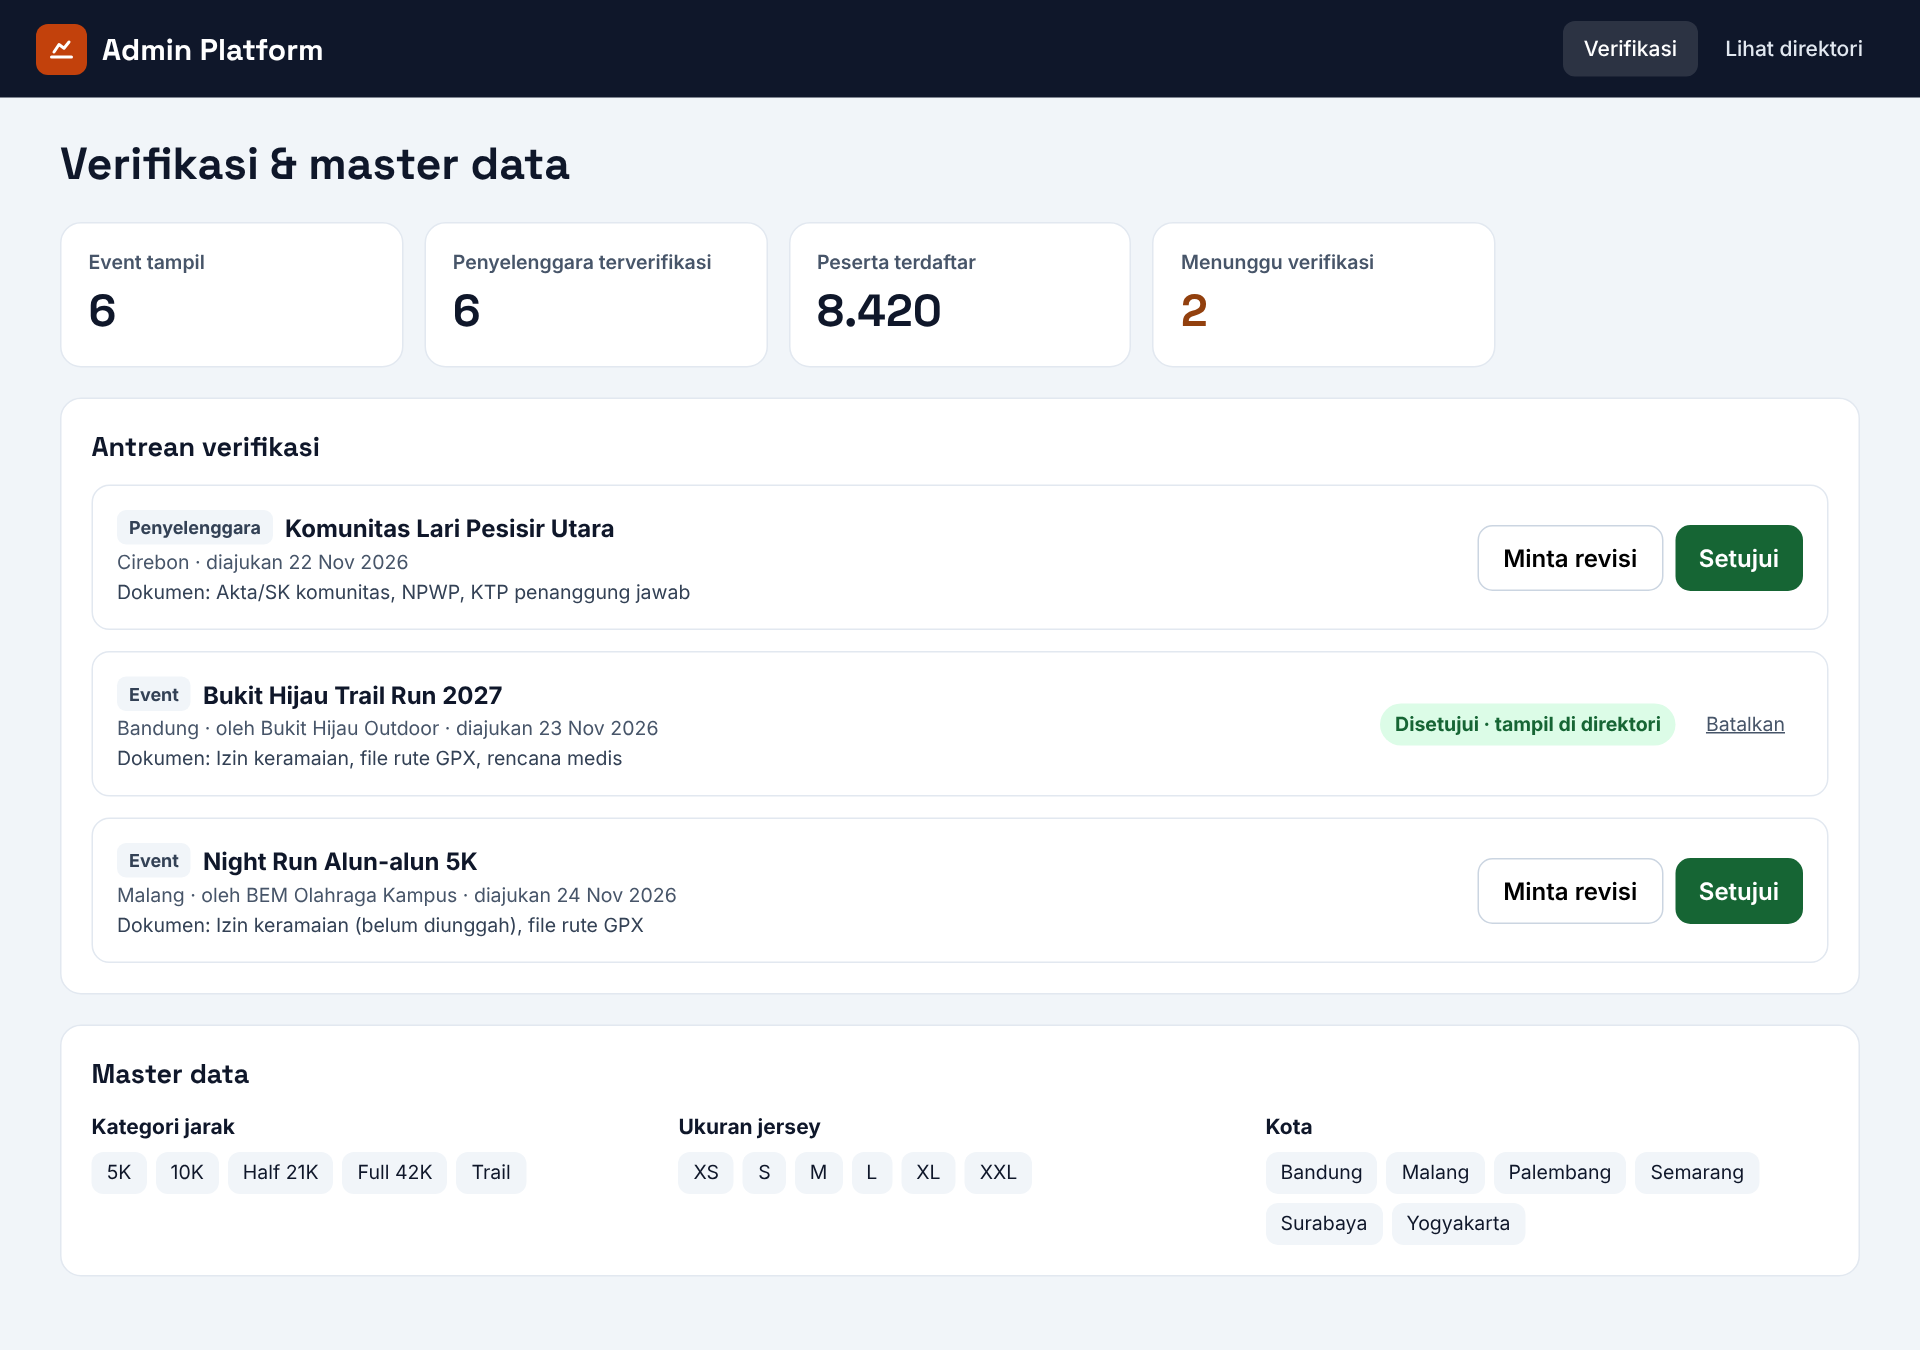 Admin Platform
Verifikasi
Lihat direktori
Verifikasi & master data
Event tampil
6
Penyelenggara terverifikasi
6
Peserta terdaftar
8.420
Menunggu verifikasi
2
Antrean verifikasi
Penyelenggara Komunitas Lari Pesisir Utara
Cirebon · diajukan 22 Nov 2026
Dokumen: Akta/SK komunitas, NPWP, KTP penanggung jawab
Minta revisi
Setujui
Event Bukit Hijau Trail Run 2027
Bandung · oleh Bukit Hijau Outdoor · diajukan 23 Nov 2026
Dokumen: Izin keramaian, file rute GPX, rencana medis
Disetujui · tampil di direktori
Batalkan
Event Night Run Alun-alun 5K
Malang · oleh BEM Olahraga Kampus · diajukan 24 Nov 2026
Dokumen: Izin keramaian (belum diunggah), file rute GPX
Minta revisi
Setujui
Master data
Kategori jarak
5K 10K Half 21K Full 42K Trail
Ukuran jersey
XS S M L XL XXL
Kota
Bandung Malang Palembang Semarang
Surabaya Yogyakarta